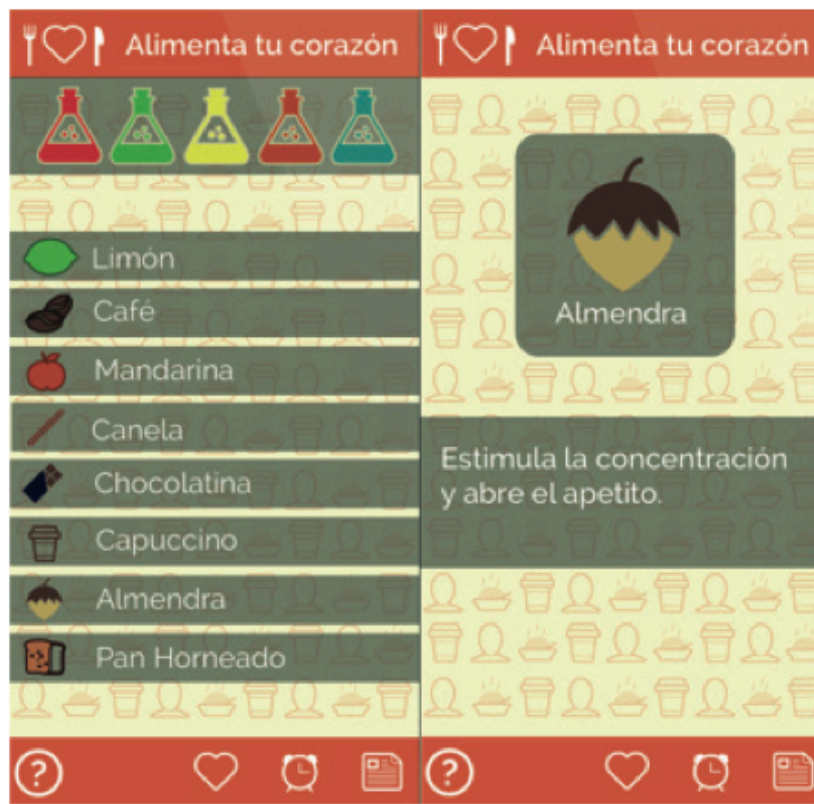 Alimenta tu corazón
Limón
Café
Mandarina
Canela
Chocolatina
Capuccino
Almendra
Pan Horneado
?
Alimenta tu corazón
Almendra
Estimula la concentración
y abre el apetito.
?